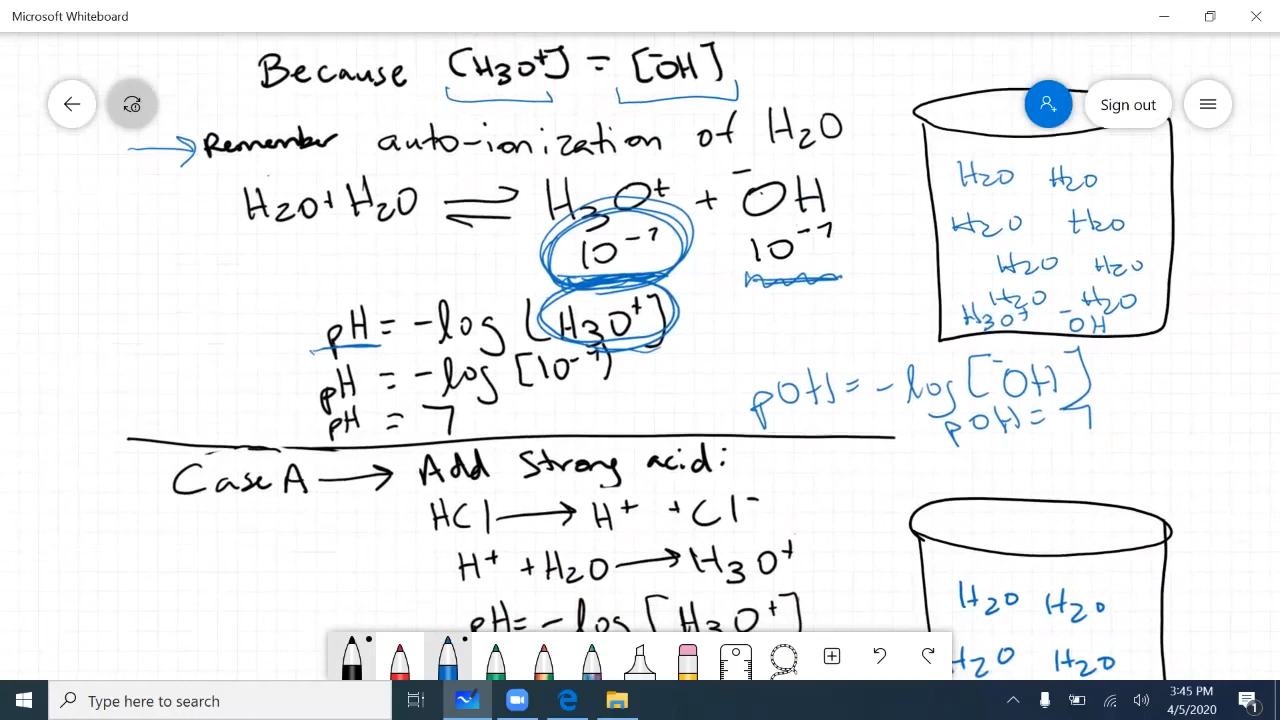 Microsoft Whiteboard
Because [H3O+] = [-OH]
Sign out
Remember auto-ionization of H2O
H2O + H2O ⇌ H3O+ + -OH
10-7 10-7
pH = -log [H3O+]
pH = -log [10-7]
pH = 7
H2O H2O
H2O H2O
H2O H2O
H2O H2O
H3O+ -OH
pOH = -log [-OH]
pOH = 7
Case A → Add Strong acid:
HCl → H+ + Cl-
H+ + H2O → H3O+
pH = -log [H3O+]
H2O H2O
H2O H2O
Type here to search
3:45 PM
4/5/2020
1